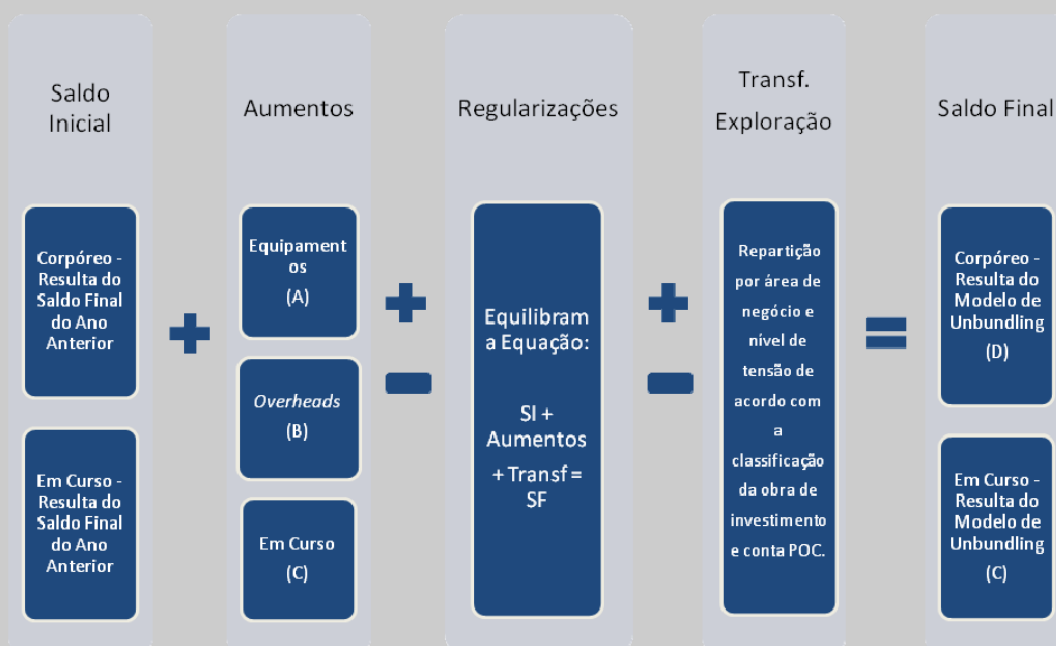 Saldo
Inicial
Corpóreo -
Resulta do
Saldo Final
do Ano
Anterior
Em Curso -
Resulta do
Saldo Final
do Ano
Anterior
Aumentos
Equipament
os
(A)
Overheads
(B)
Em Curso
(C)
Regularizações
Equilibram
a Equação:
SI +
Aumentos
+ Transf =
SF
Transf.
Exploração
Repartição
por área de
negócio e
nível de
tensão de
acordo com
a
classificação
da obra de
investimento
e conta POC.
Saldo Final
Corpóreo -
Resulta do
Modelo de
Unbundling
(D)
Em Curso -
Resulta do
Modelo de
Unbundling
(C)